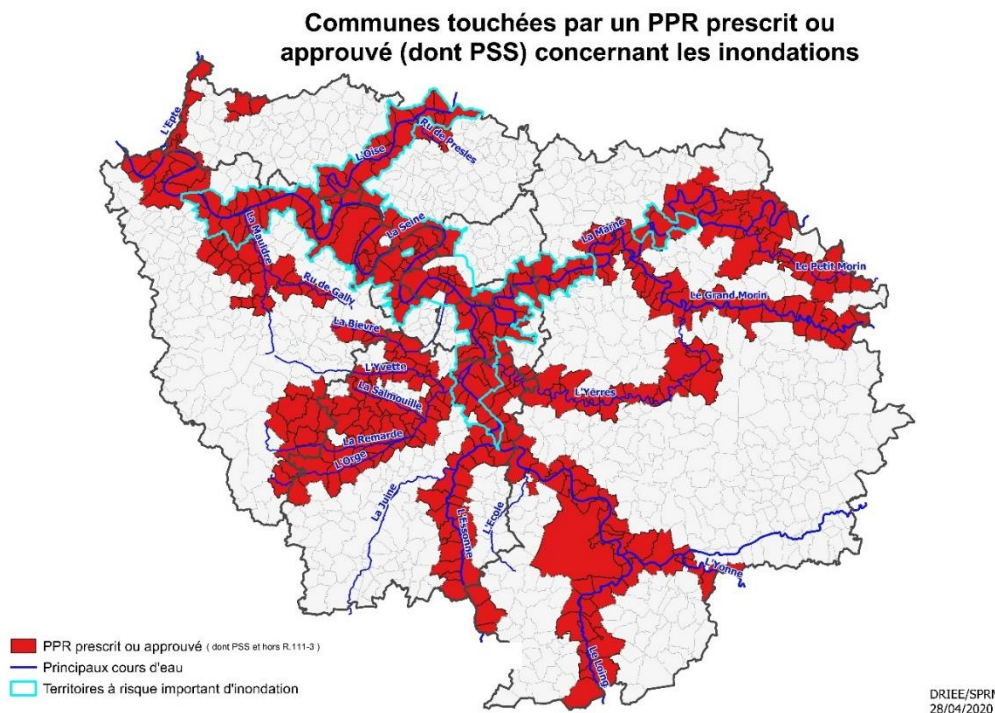 Communes touchées par un PPR prescrit ou
approuvé (dont PSS) concernant les inondations
L'Epte
Ru de Presles
L'Oise
La Seine
La Marne
La Mauldre
Le Petit Morin
Ru de Gally
Le Grand Morin
La Bievre
L'Yvette
L'Yerres
La Salmouille
La Remarde
L'Orge
La Juine
L'Essonne
L'Ecole
L'Yonne
Le Loing
PPR prescrit ou approuvé ( dont PSS et hors R.111-3 )
Principaux cours d'eau
Territoires à risque important d'inondation
DRIEE/SPRN
28/04/2020